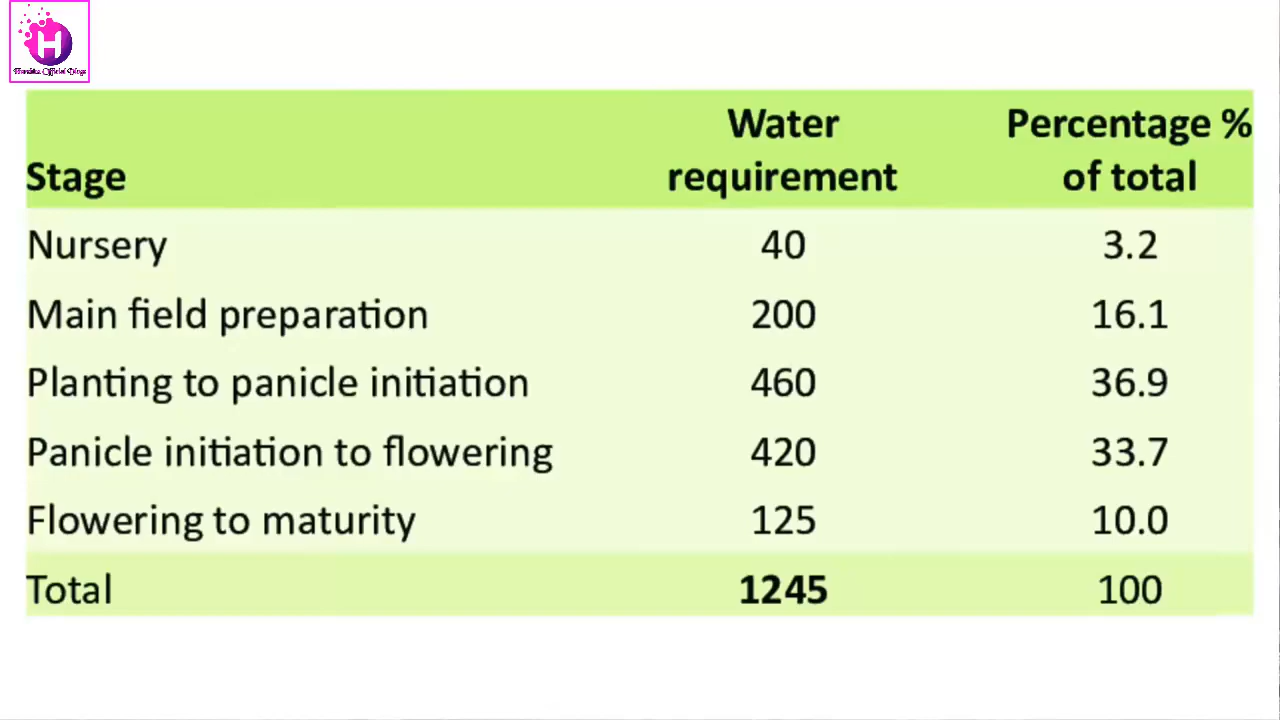 H
Water Percentage %
Stage requirement of total
Nursery 40 3.2
Main field preparation 200 16.1
Planting to panicle initiation 460 36.9
Panicle initiation to flowering 420 33.7
Flowering to maturity 125 10.0
Total 1245 100